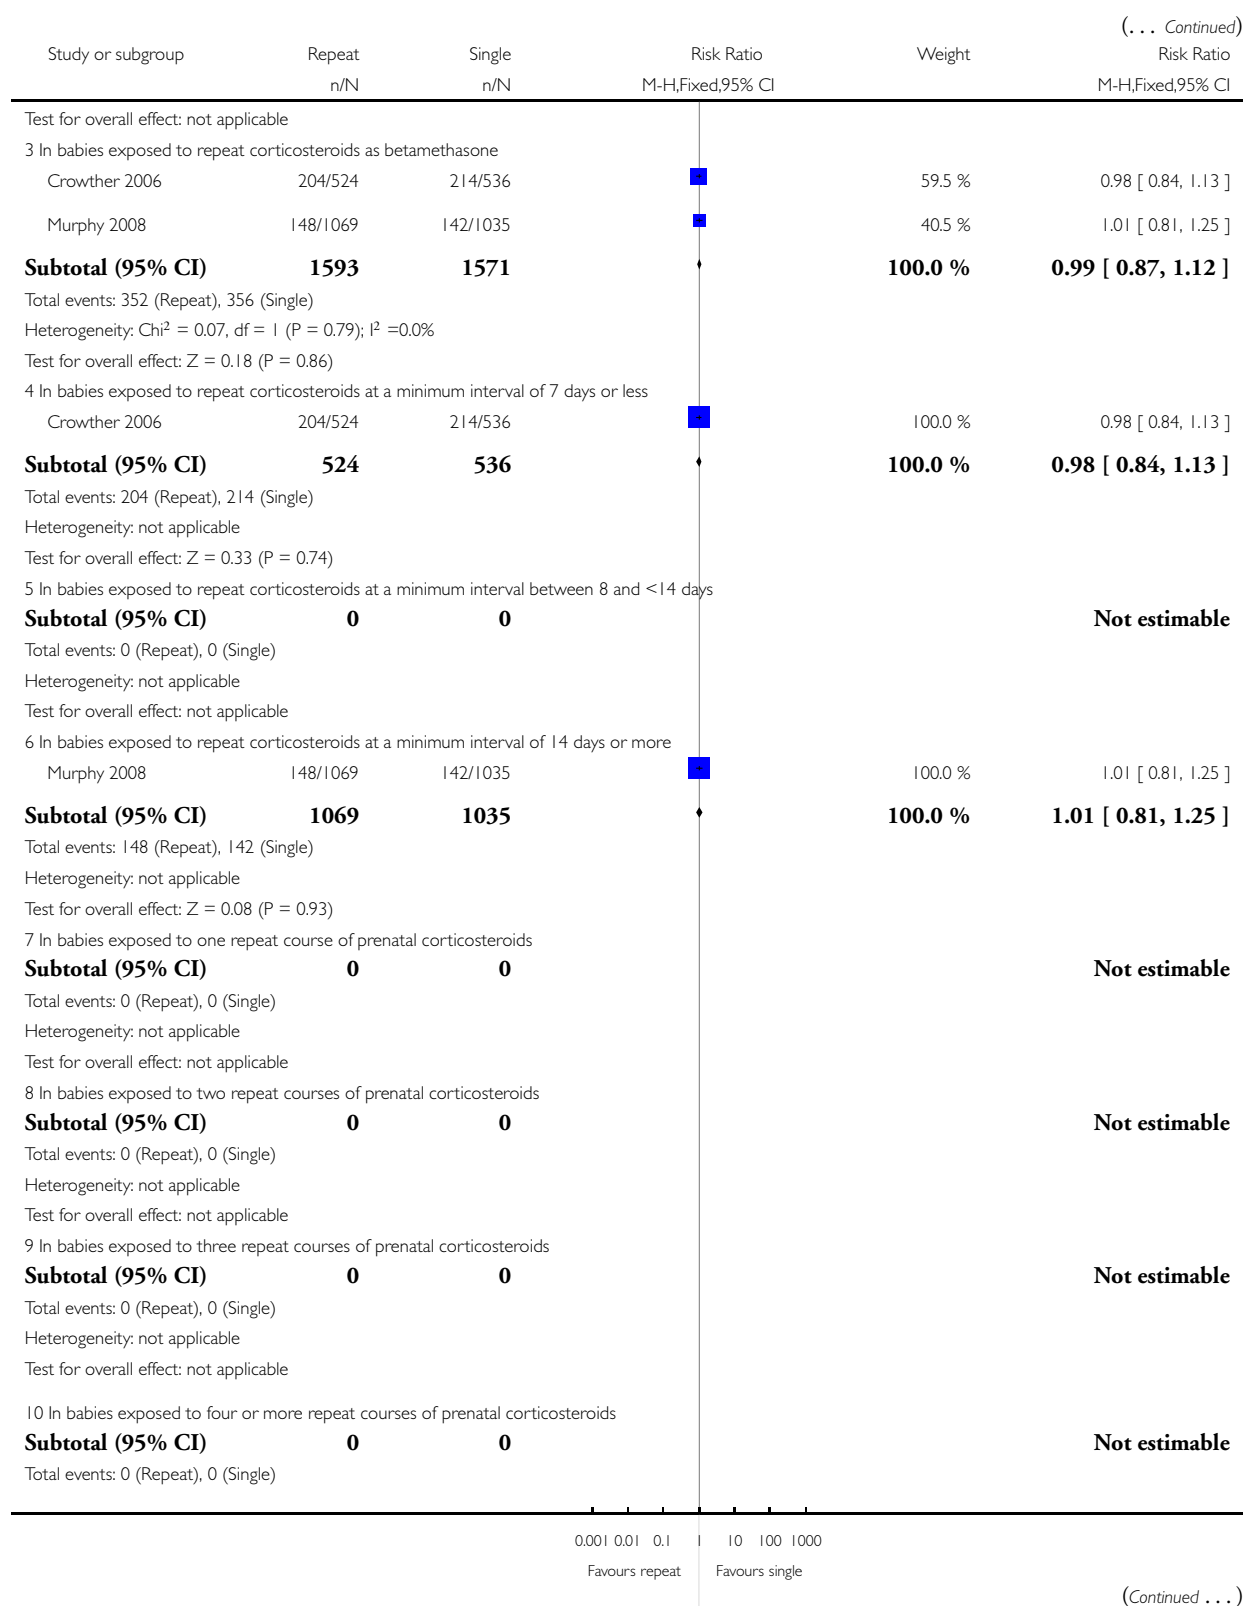 (... Continued)
Study or subgroup Repeat Single Risk Ratio Weight Risk Ratio
n/N n/N M-H,Fixed,95% CI M-H,Fixed,95% CI
Test for overall effect: not applicable
3 In babies exposed to repeat corticosteroids as betamethasone
Crowther 2006 204/524 214/536 59.5 % 0.98 [ 0.84, 1.13 ]
Murphy 2008 148/1069 142/1035 40.5 % 1.01 [ 0.81, 1.25 ]
Subtotal (95% CI) 1593 1571 100.0 % 0.99 [ 0.87, 1.12 ]
Total events: 352 (Repeat), 356 (Single)
Heterogeneity: Chi² = 0.07, df = 1 (P = 0.79); I² =0.0%
Test for overall effect: Z = 0.18 (P = 0.86)
4 In babies exposed to repeat corticosteroids at a minimum interval of 7 days or less
Crowther 2006 204/524 214/536 100.0 % 0.98 [ 0.84, 1.13 ]
Subtotal (95% CI) 524 536 100.0 % 0.98 [ 0.84, 1.13 ]
Total events: 204 (Repeat), 214 (Single)
Heterogeneity: not applicable
Test for overall effect: Z = 0.33 (P = 0.74)
5 In babies exposed to repeat corticosteroids at a minimum interval between 8 and <14 days
Subtotal (95% CI) 0 0 Not estimable
Total events: 0 (Repeat), 0 (Single)
Heterogeneity: not applicable
Test for overall effect: not applicable
6 In babies exposed to repeat corticosteroids at a minimum interval of 14 days or more
Murphy 2008 148/1069 142/1035 100.0 % 1.01 [ 0.81, 1.25 ]
Subtotal (95% CI) 1069 1035 100.0 % 1.01 [ 0.81, 1.25 ]
Total events: 148 (Repeat), 142 (Single)
Heterogeneity: not applicable
Test for overall effect: Z = 0.08 (P = 0.93)
7 In babies exposed to one repeat course of prenatal corticosteroids
Subtotal (95% CI) 0 0 Not estimable
Total events: 0 (Repeat), 0 (Single)
Heterogeneity: not applicable
Test for overall effect: not applicable
8 In babies exposed to two repeat courses of prenatal corticosteroids
Subtotal (95% CI) 0 0 Not estimable
Total events: 0 (Repeat), 0 (Single)
Heterogeneity: not applicable
Test for overall effect: not applicable
9 In babies exposed to three repeat courses of prenatal corticosteroids
Subtotal (95% CI) 0 0 Not estimable
Total events: 0 (Repeat), 0 (Single)
Heterogeneity: not applicable
Test for overall effect: not applicable
10 In babies exposed to four or more repeat courses of prenatal corticosteroids
Subtotal (95% CI) 0 0 Not estimable
Total events: 0 (Repeat), 0 (Single)
0.001 0.01 0.1 1 10 100 1000
Favours repeat Favours single
(Continued ...)